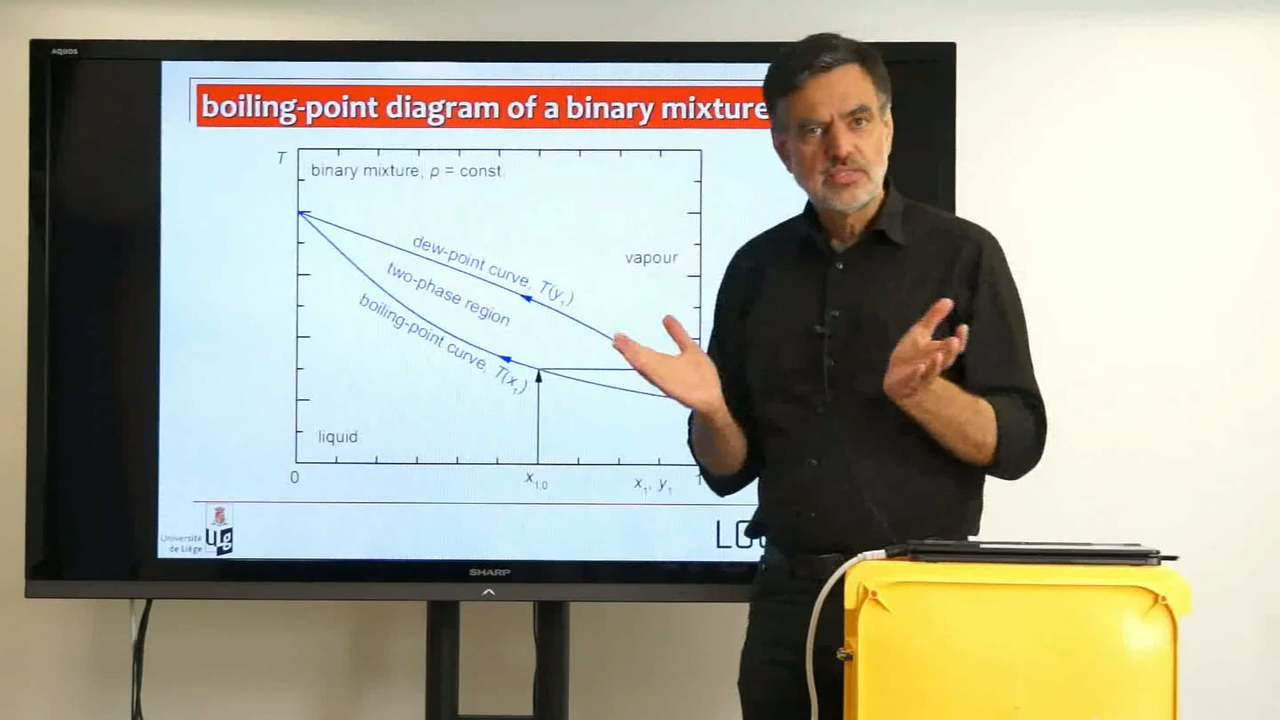 AQUOS
boiling-point diagram of a binary mixture
T
binary mixture, p = const.
dew-point curve, T(y₁)
vapour
two-phase region
boiling-point curve, T(x₁)
liquid
0
x₁,₀
x₁, y₁
1
Université
de Liège
ULg
SHARP